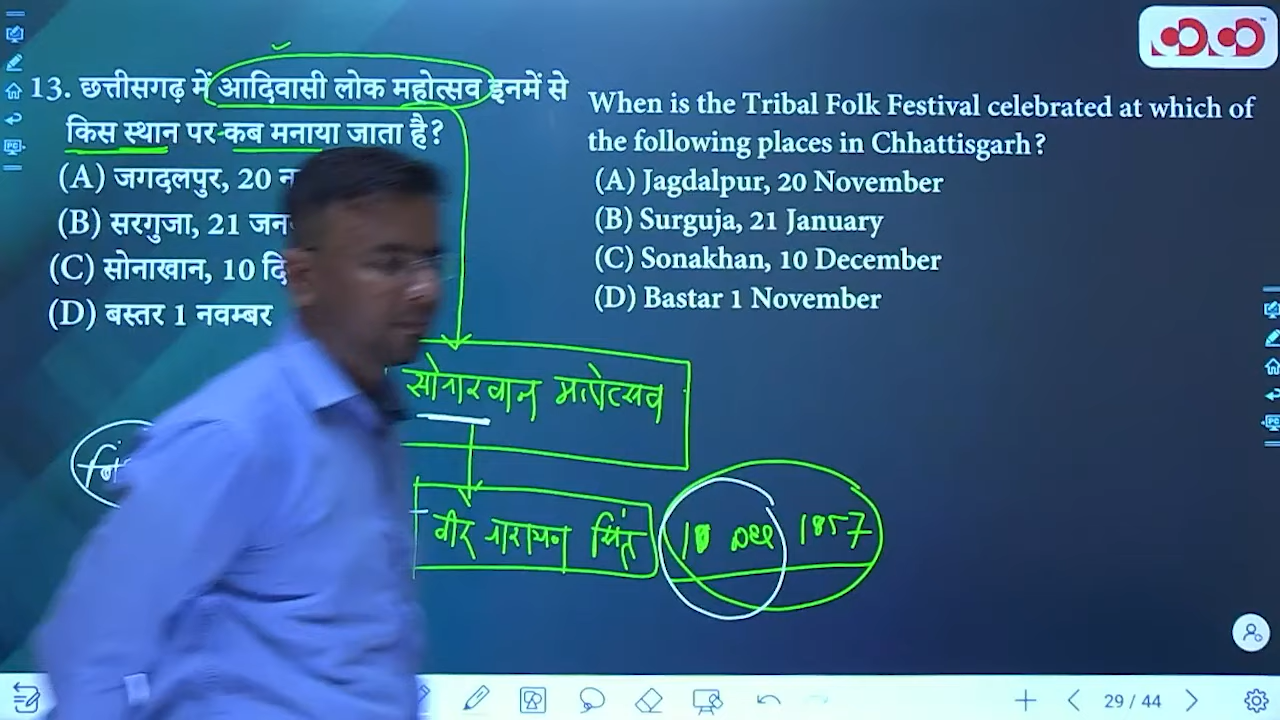 13. छत्तीसगढ़ में आदिवासी लोक महोत्सव इनमें से
किस स्थान पर कब मनाया जाता है?
(A) जगदलपुर, 20
(B) सरगुजा, 21
(C) सोनाखान, 10
(D) बस्तर 1 नवम्बर
When is the Tribal Folk Festival celebrated at which of
the following places in Chhattisgarh?
(A) Jagdalpur, 20 November
(B) Surguja, 21 January
(C) Sonakhan, 10 December
(D) Bastar 1 November
सोनाखान महोत्सव
वीर नारायण सिंह
10 Dec 1857
29 / 44